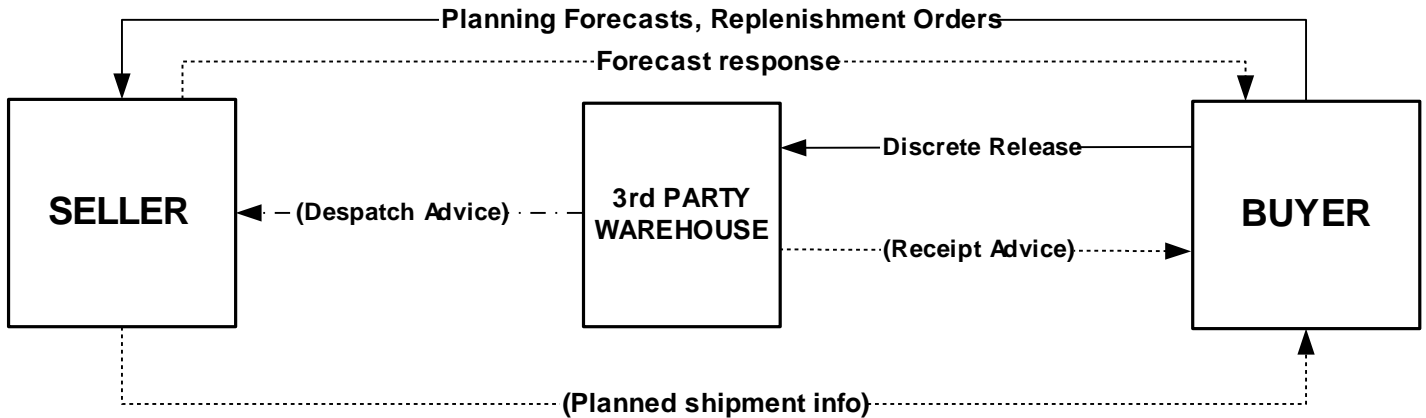 Planning Forecasts, Replenishment Orders
Forecast response
Discrete Release
SELLER
(Despatch Advice)
3rd PARTY
WAREHOUSE
BUYER
(Receipt Advice)
(Planned shipment info)